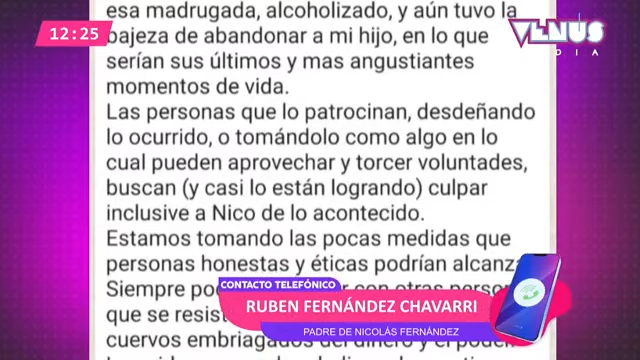 12:25
VENUS
DIA
esa madrugada, alcoholizado, y aún tuvo la
bajeza de abandonar a mi hijo, en lo que
serían sus últimos y mas angustiantes
momentos de vida.
Las personas que lo patrocinan, desdeñando
lo ocurrido, o tomándolo como algo en lo
cual pueden aprovechar y torcer voluntades,
buscan (y casi lo están logrando) culpar
inclusive a Nico de lo acontecido.
Estamos tomando las pocas medidas que
personas honestas y éticas podrían
Siempre
que se
cuervos
CONTACTO TELEFÓNICO
RUBEN FERNÁNDEZ CHAVARRI
PADRE DE NICOLÁS FERNÁNDEZ